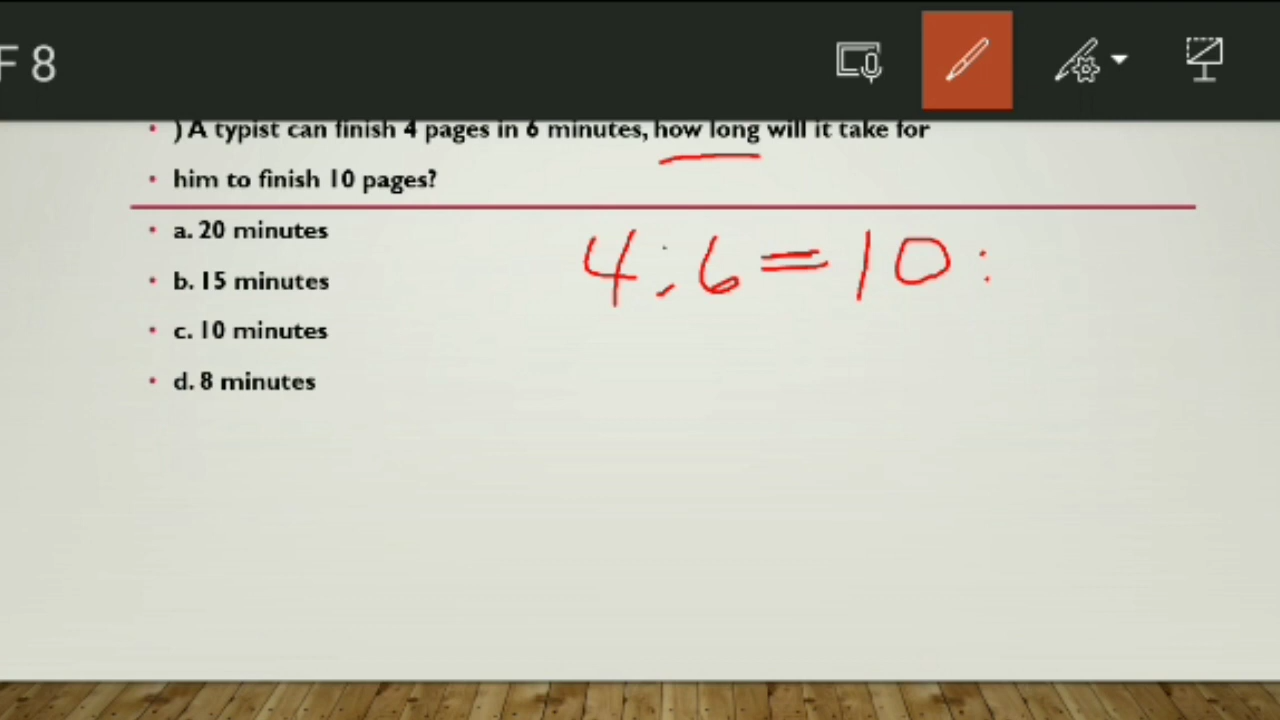 F 8
) A typist can finish 4 pages in 6 minutes, how long will it take for
him to finish 10 pages?
a. 20 minutes
b. 15 minutes
c. 10 minutes
d. 8 minutes
4 : 6 = 10 :